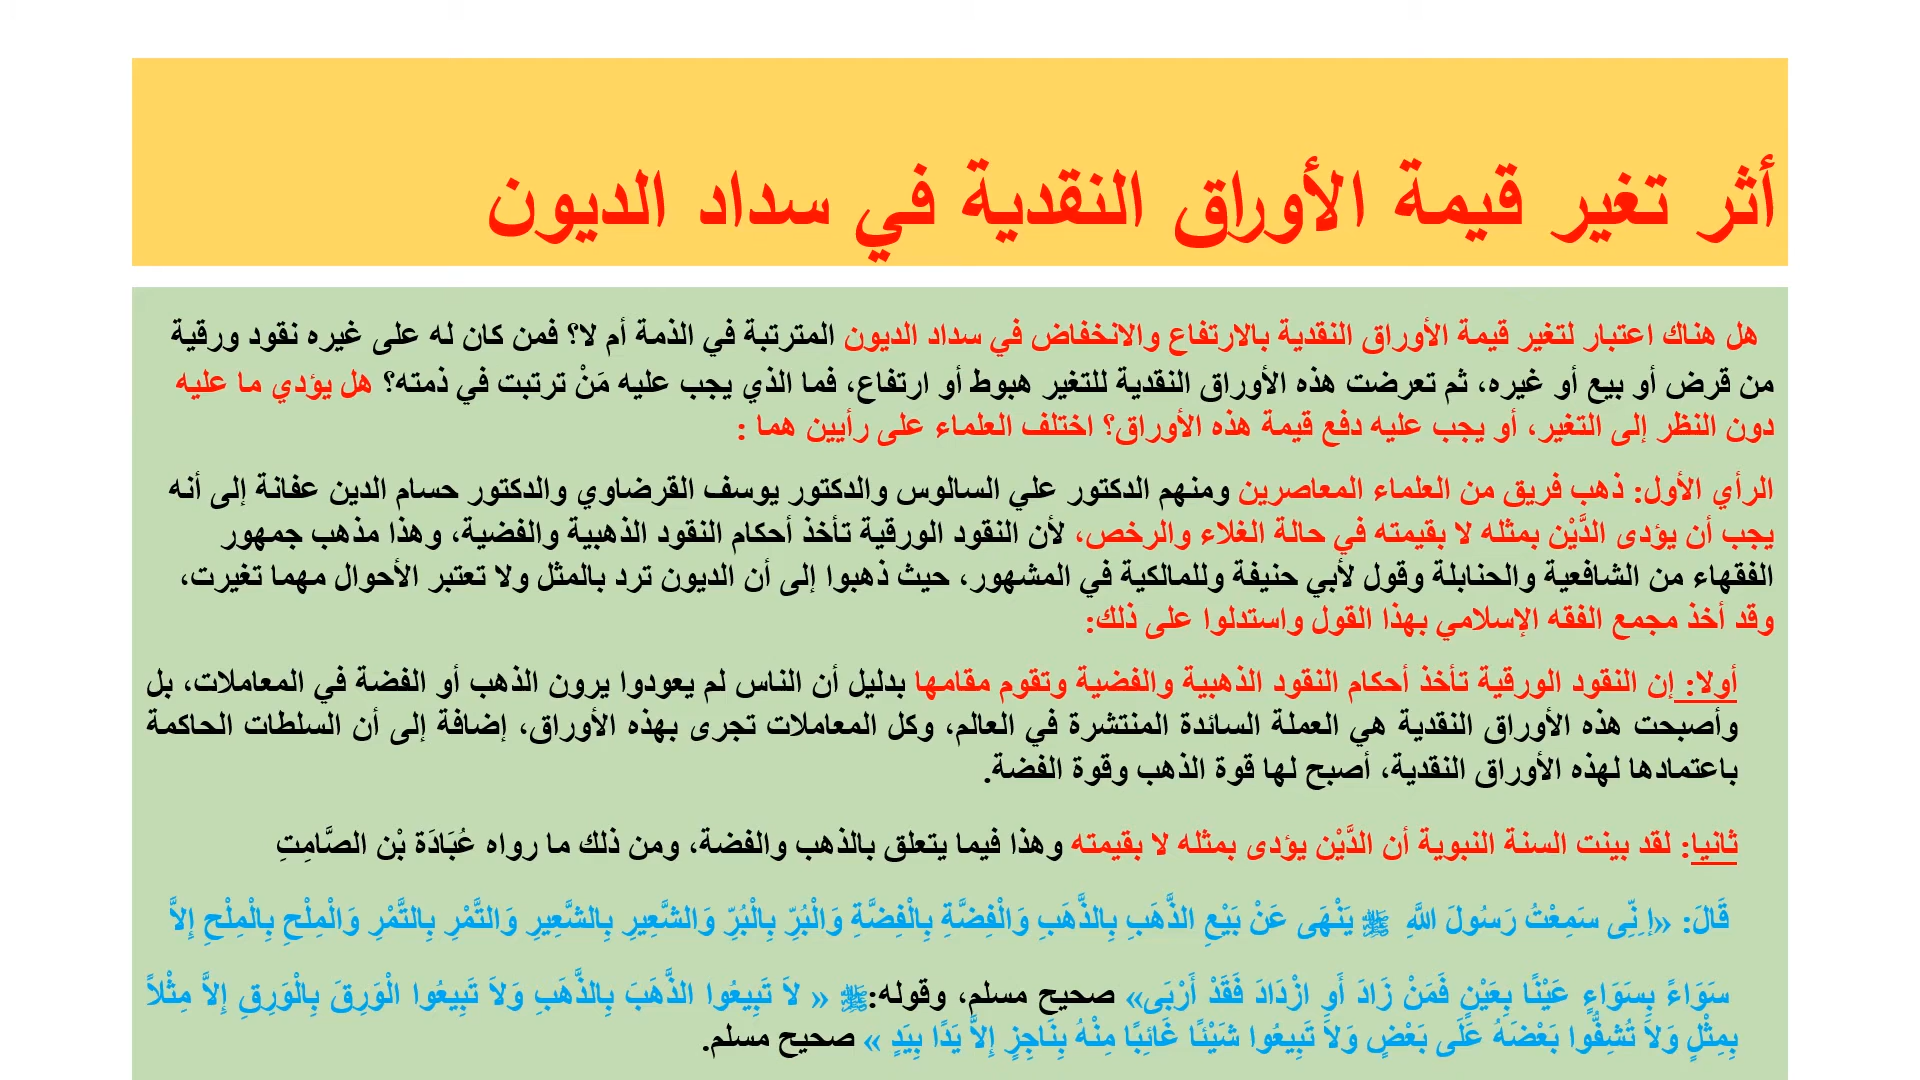 أثر تغير قيمة الأوراق النقدية في سداد الديون
هل هناك اعتبار لتغير قيمة الأوراق النقدية بالارتفاع والانخفاض في سداد الديون المترتبة في الذمة أم لا؟ فمن كان له على غيره نقود ورقية
من قرض أو بيع أو غيره، ثم تعرضت هذه الأوراق النقدية للتغير هبوط أو ارتفاع، فما الذي يجب عليه مَنْ ترتبت في ذمته؟ هل يؤدي ما عليه
دون النظر إلى التغير، أو يجب عليه دفع قيمة هذه الأوراق؟ اختلف العلماء على رأيين هما :
الرأي الأول: ذهب فريق من العلماء المعاصرين ومنهم الدكتور علي السالوس والدكتور يوسف القرضاوي والدكتور حسام الدين عفانة إلى أنه
يجب أن يؤدى الدَّيْن بمثله لا بقيمته في حالة الغلاء والرخص، لأن النقود الورقية تأخذ أحكام النقود الذهبية والفضية، وهذا مذهب جمهور
الفقهاء من الشافعية والحنابلة وقول لأبي حنيفة وللمالكية في المشهور، حيث ذهبوا إلى أن الديون ترد بالمثل ولا تعتبر الأحوال مهما تغيرت،
وقد أخذ مجمع الفقه الإسلامي بهذا القول واستدلوا على ذلك:
أولا: إن النقود الورقية تأخذ أحكام النقود الذهبية والفضية وتقوم مقامها بدليل أن الناس لم يعودوا يرون الذهب أو الفضة في المعاملات، بل
وأصبحت هذه الأوراق النقدية هي العملة السائدة المنتشرة في العالم، وكل المعاملات تجرى بهذه الأوراق، إضافة إلى أن السلطات الحاكمة
باعتمادها لهذه الأوراق النقدية، أصبح لها قوة الذهب وقوة الفضة.
ثانيا: لقد بينت السنة النبوية أن الدَّيْن يؤدى بمثله لا بقيمته وهذا فيما يتعلق بالذهب والفضة، ومن ذلك ما رواه عُبَادَة بْن الصَّامِتِ
قَالَ: «إِنِّى سَمِعْتُ رَسُولَ اللَّهِ ﷺ يَنْهَى عَنْ بَيْعِ الذَّهَبِ بِالذَّهَبِ وَالْفِضَّةِ بِالْفِضَّةِ وَالْبُرِّ بِالْبُرِّ وَالشَّعِيرِ بِالشَّعِيرِ وَالتَّمْرِ بِالتَّمْرِ وَالْمِلْحِ بِالْمِلْحِ إِلاَّ
سَوَاءً بِسَوَاءٍ عَيْنًا بِعَيْنٍ فَمَنْ زَادَ أَوِ ازْدَادَ فَقَدْ أَرْبَى» صحيح مسلم، وقوله:ﷺ « لاَ تَبِيعُوا الذَّهَبَ بِالذَّهَبِ وَلاَ تَبِيعُوا الْوَرِقَ بِالْوَرِقِ إِلاَّ مِثْلاً
بِمِثْلٍ وَلاَ تُشِفُّوا بَعْضَهُ عَلَى بَعْضٍ وَلاَ تَبِيعُوا شَيْئًا غَائِبًا مِنْهُ بِنَاجِزٍ إِلاَّ يَدًا بِيَدٍ » صحيح مسلم.